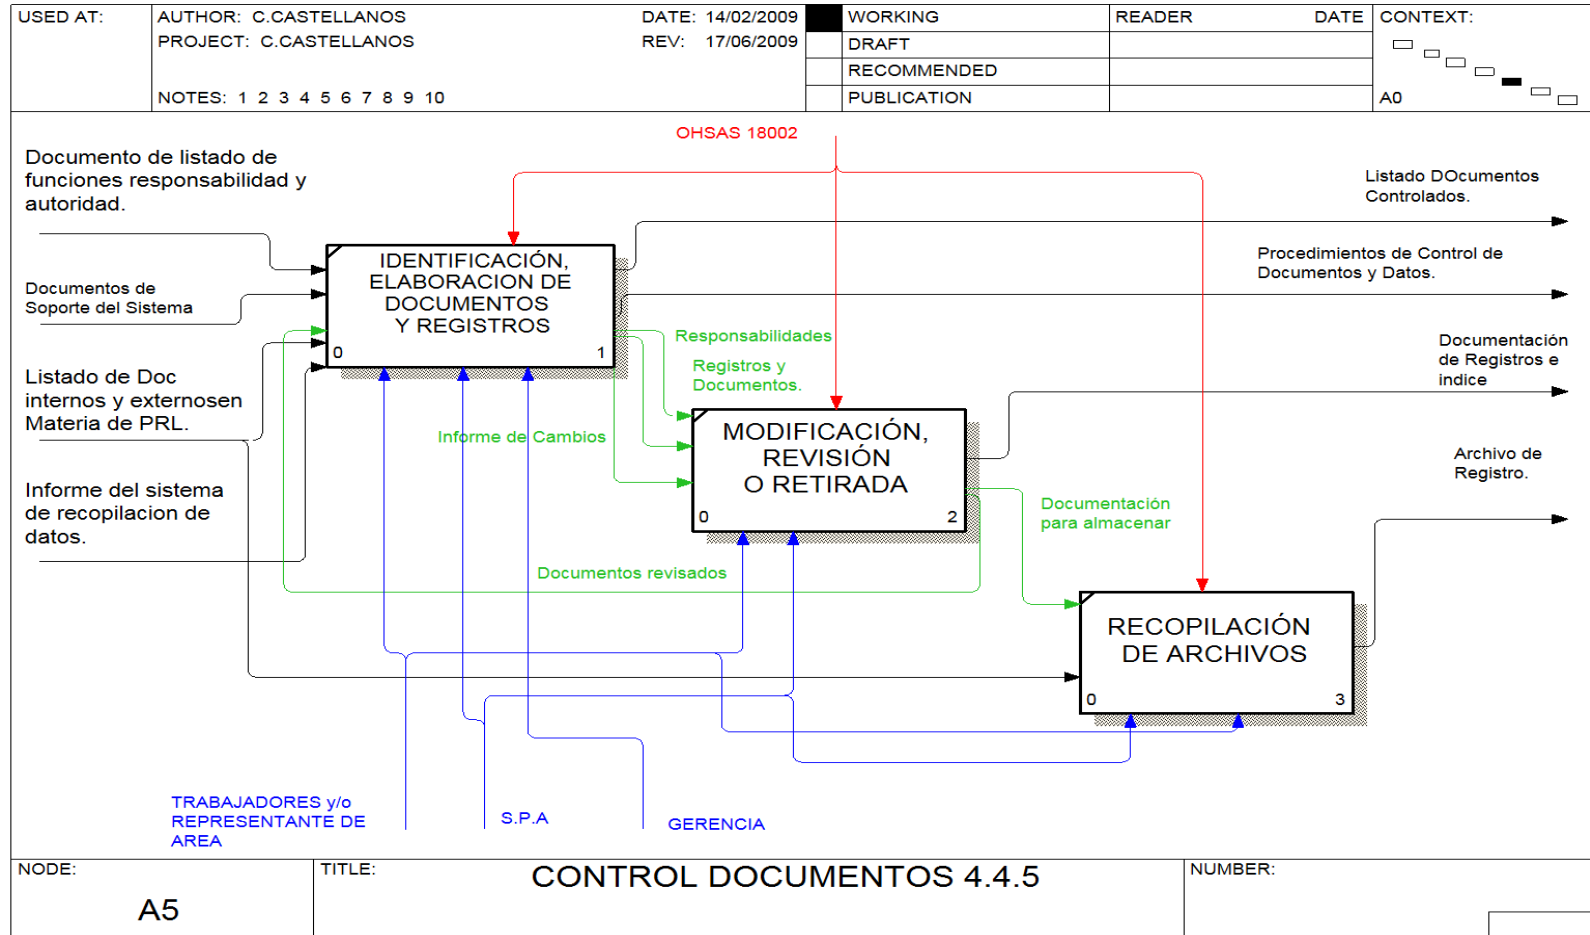 USED AT:
AUTHOR: C.CASTELLANOS
DATE: 14/02/2009
PROJECT: C.CASTELLANOS
REV: 17/06/2009
NOTES: 1 2 3 4 5 6 7 8 9 10
WORKING
DRAFT
RECOMMENDED
PUBLICATION
READER DATE
CONTEXT:
A0
OHSAS 18002
Documento de listado de
funciones responsabilidad y
autoridad.
Documentos de
Soporte del Sistema
Listado de Doc
internos y externosen
Materia de PRL.
Informe del sistema
de recopilacion de
datos.
IDENTIFICACIÓN,
ELABORACION DE
DOCUMENTOS
Y REGISTROS
0 1
Responsabilidades
Registros y
Documentos.
Informe de Cambios
MODIFICACIÓN,
REVISIÓN
O RETIRADA
0 2
Documentos revisados
Documentación
para almacenar
RECOPILACIÓN
DE ARCHIVOS
0 3
Listado DOcumentos
Controlados.
Procedimientos de Control de
Documentos y Datos.
Documentación
de Registros e
indice
Archivo de
Registro.
TRABAJADORES y/o
REPRESENTANTE DE
AREA
S.P.A
GERENCIA
NODE:
A5
TITLE:
CONTROL DOCUMENTOS 4.4.5
NUMBER: